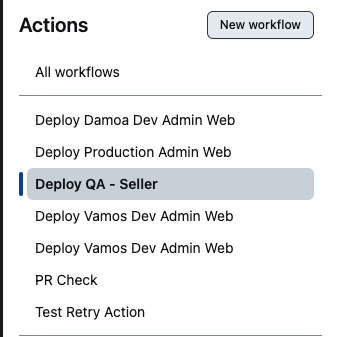 Actions
New workflow
All workflows
Deploy Damoa Dev Admin Web
Deploy Production Admin Web
Deploy QA - Seller
Deploy Vamos Dev Admin Web
Deploy Vamos Dev Admin Web
PR Check
Test Retry Action